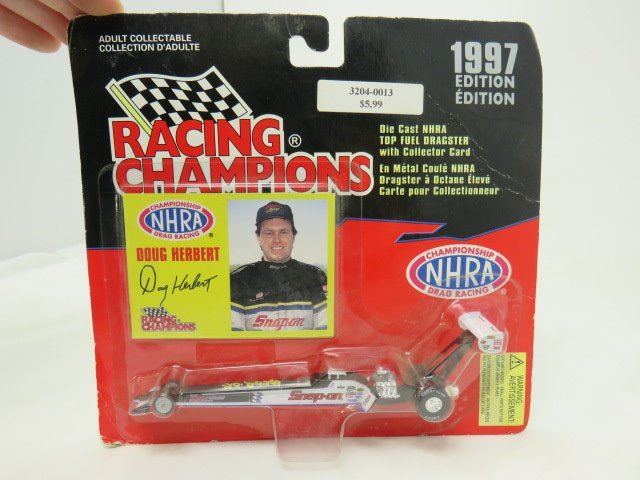 ADULT COLLECTABLE
COLLECTION D'ADULTE
1997
EDITION
ÉDITION
3204-0013
$5.99
RACING ®
CHAMPIONS
Die Cast NHRA
TOP FUEL DRAGSTER
with Collector Card
En Métal Coulé NHRA
Dragster à Octane Élevé
Carte pour Collectionneur
CHAMPIONSHIP
NHRA
DRAG RACING
DOUG HERBERT
Doug Herbert
RACING
CHAMPIONS
Snap-on
CHAMPIONSHIP
NHRA
DRAG RACING
Snap-on
WARNING:
AVERTISSEMENT: